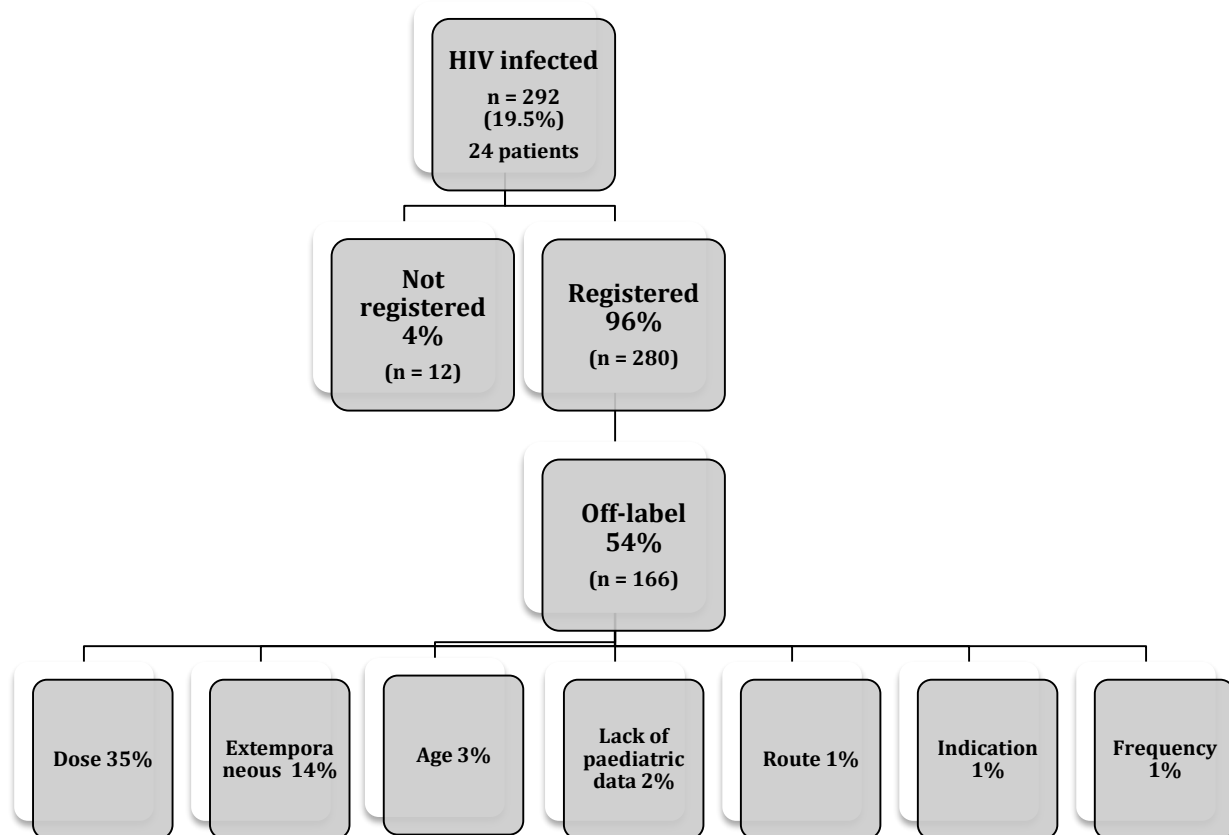 HIV infected
n = 292
(19.5%)
24 patients
Not
registered
4%
(n = 12)
Registered
96%
(n = 280)
Off-label
54%
(n = 166)
Dose 35%
Extempora
neous 14%
Age 3%
Lack of
paediatric
data 2%
Route 1%
Indication
1%
Frequency
1%